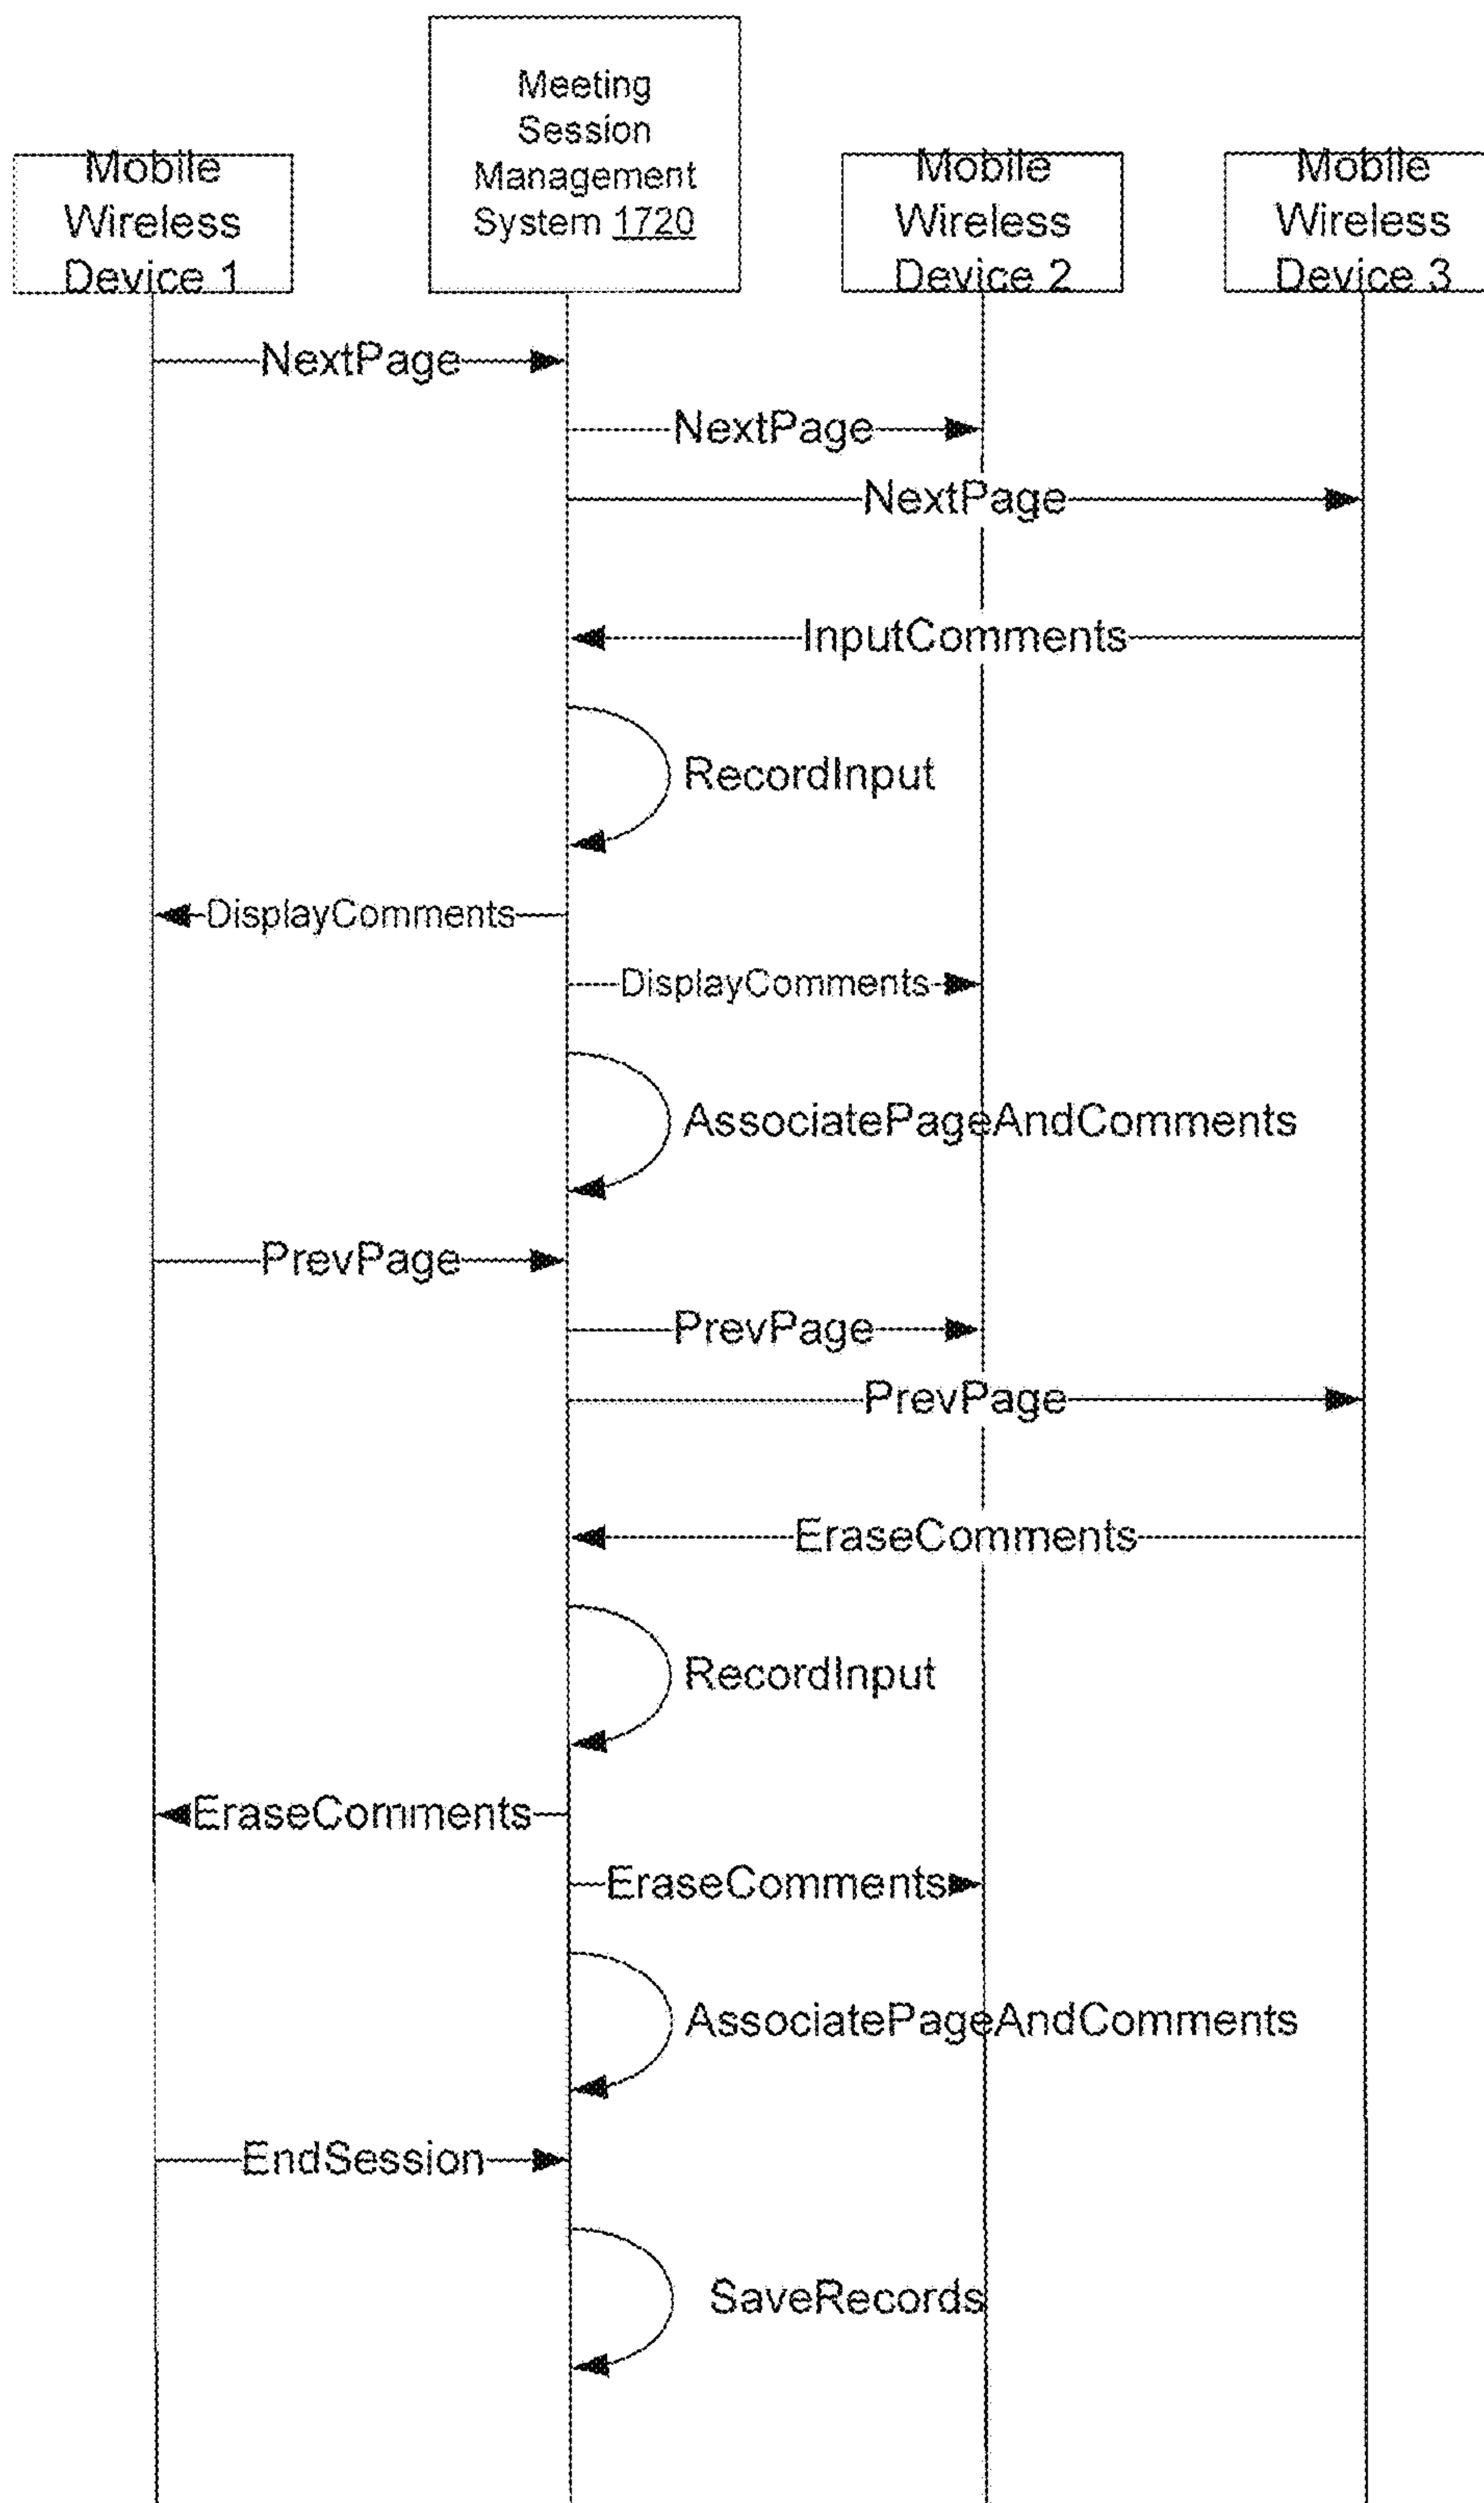 Meeting
Session
Management
System 1720
Mobile
Wireless
Device 1
Mobile
Wireless
Device 2
Mobile
Wireless
Device 3
NextPage
NextPage
NextPage
InputComments
RecordInput
DisplayComments
DisplayComments
AssociatePageAndComments
PrevPage
PrevPage
PrevPage
EraseComments
RecordInput
EraseComments
EraseComments
AssociatePageAndComments
EndSession
SaveRecords